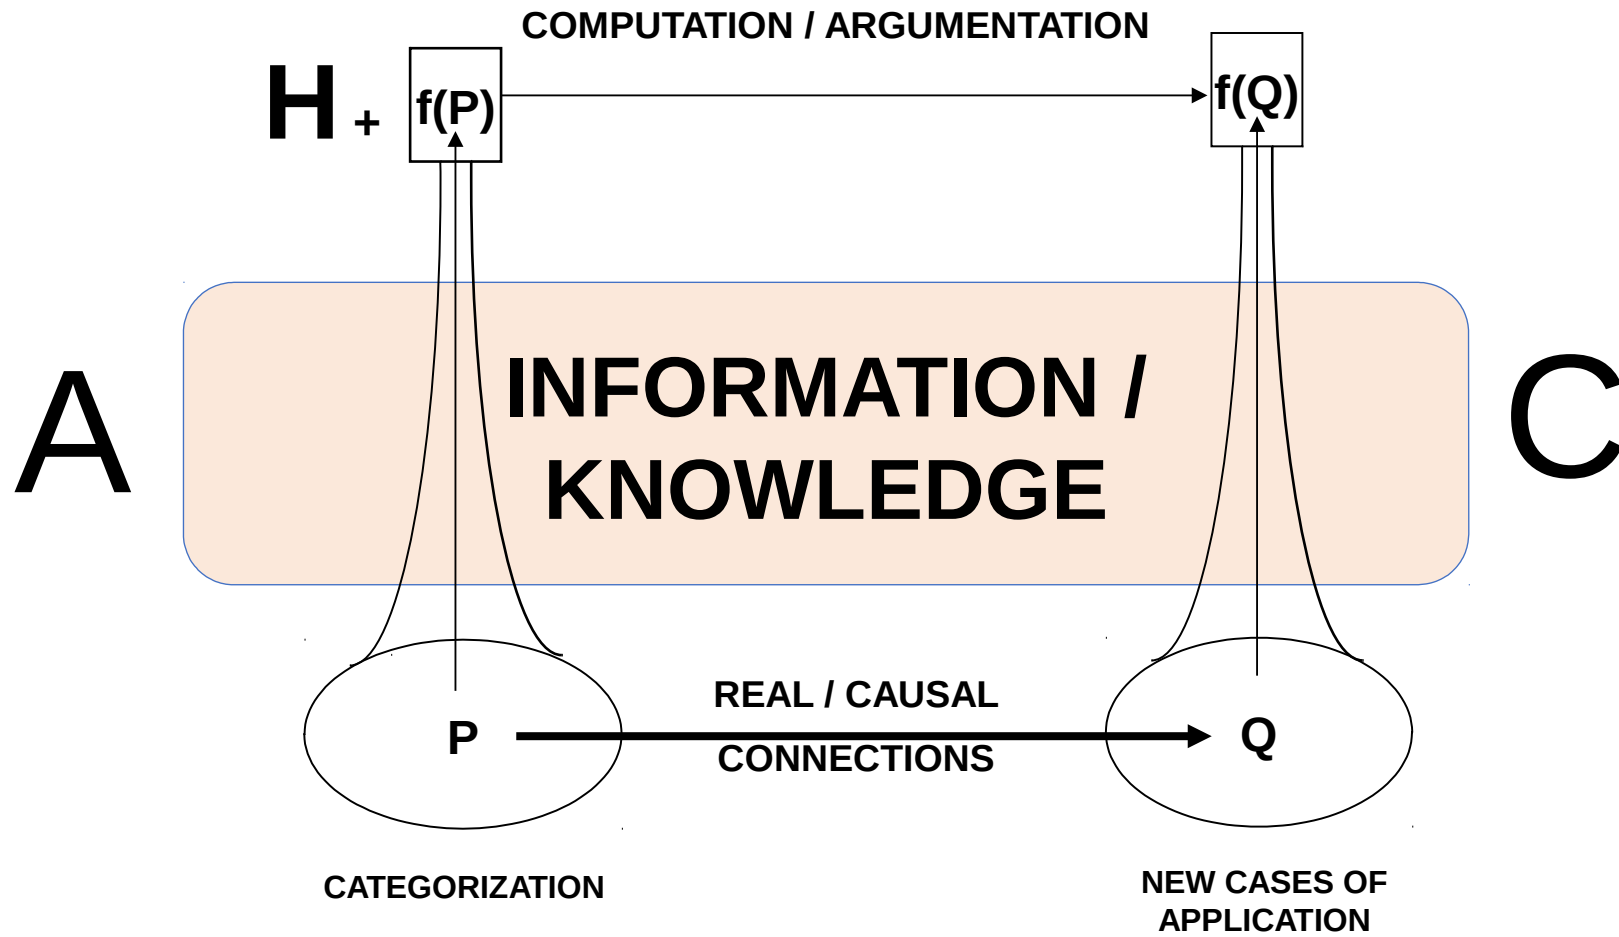 COMPUTATION / ARGUMENTATION
H + f(P) f(Q)
A INFORMATION / C
KNOWLEDGE
REAL / CAUSAL
P Q
CONNECTIONS
CATEGORIZATION
NEW CASES OF
APPLICATION